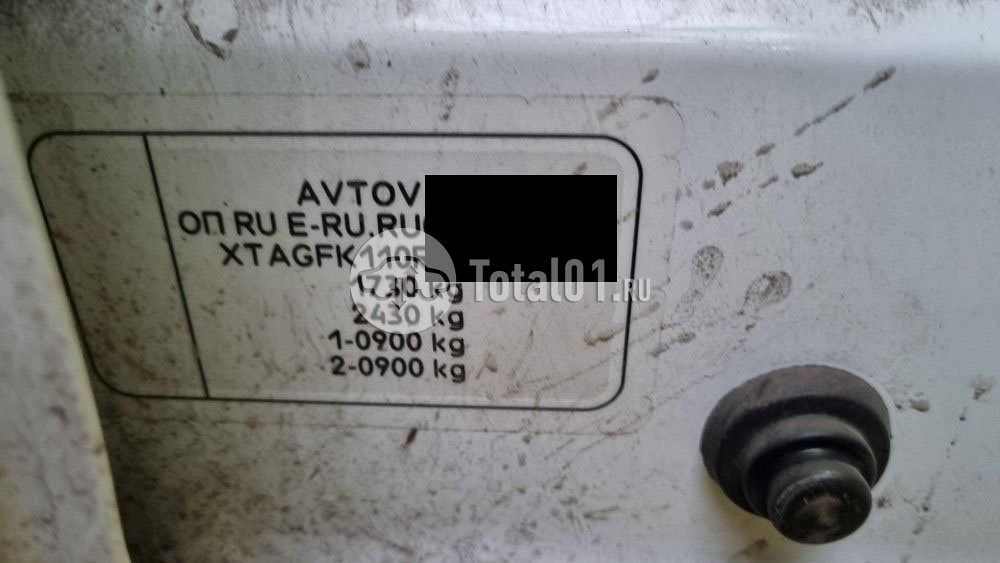 AVTOV
ОП RU E-RU.RU
XTAGFK110
1730 kg
2430 kg
1-0900 kg
2-0900 kg
Total01.RU